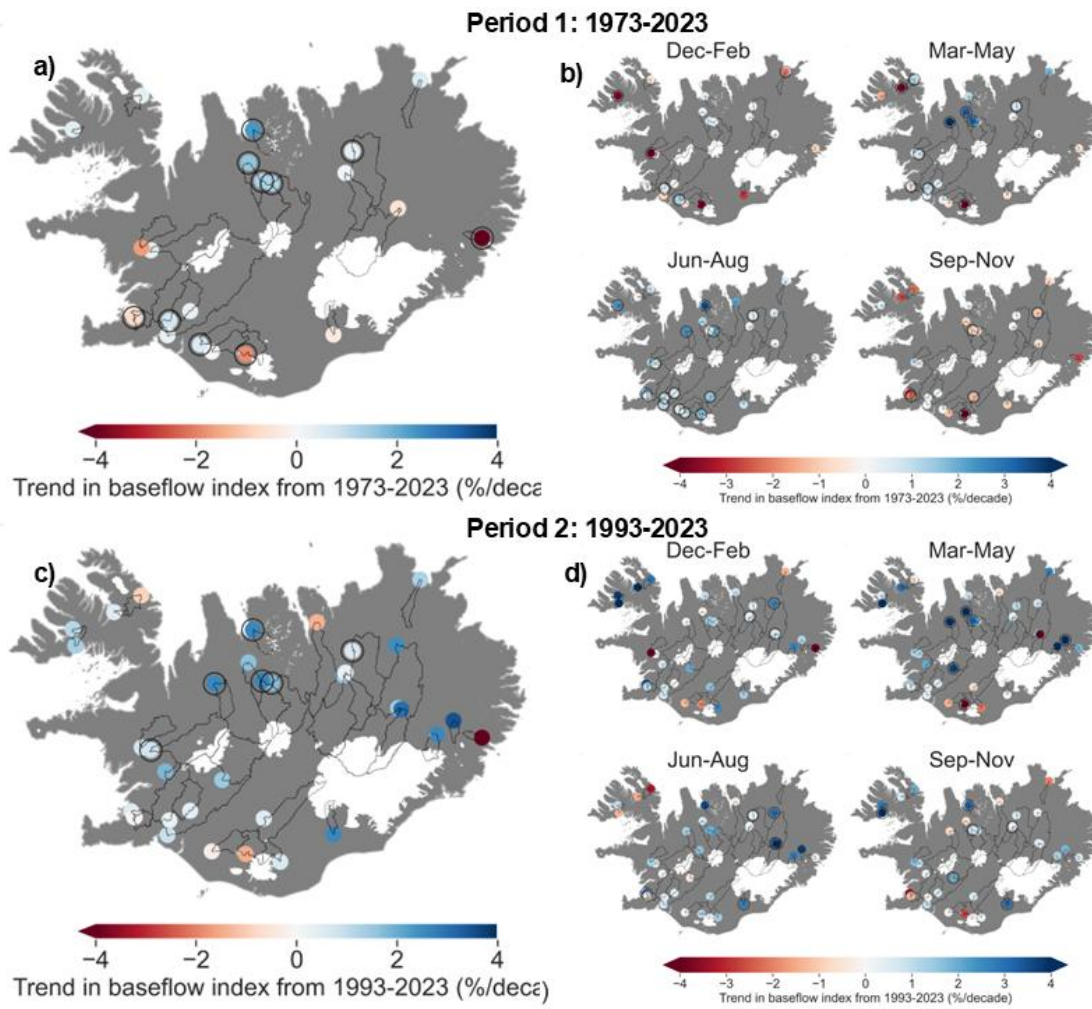 Period 1: 1973-2023
a)
b)
Dec-Feb
Mar-May
Jun-Aug
Sep-Nov
−4 −2 0 2 4
Trend in baseflow index from 1973-2023 (%/deca
−4 −3 −2 −1 0 1 2 3 4
Trend in baseflow index from 1973-2023 (%/decade)
Period 2: 1993-2023
c)
d)
Dec-Feb
Mar-May
Jun-Aug
Sep-Nov
−4 −2 0 2 4
Trend in baseflow index from 1993-2023 (%/deca)
−4 −3 −2 −1 0 1 2 3 4
Trend in baseflow index from 1993-2023 (%/decade)